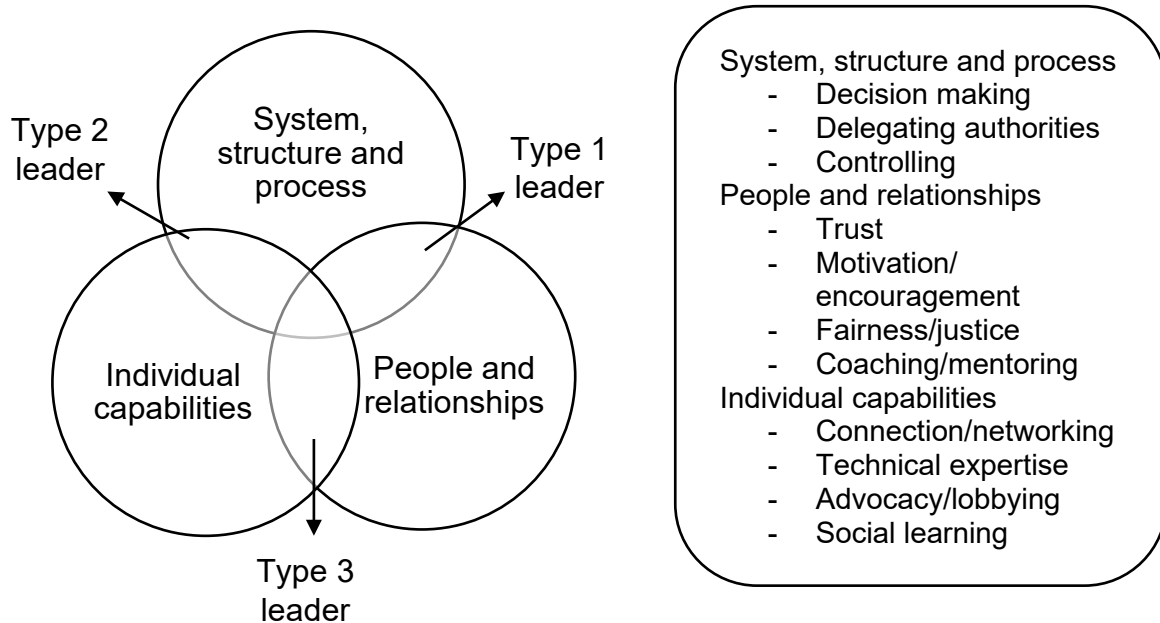 Type 2
leader
System,
structure and
process
Type 1
leader
Individual
capabilities
People and
relationships
Type 3
leader
System, structure and process
- Decision making
- Delegating authorities
- Controlling
People and relationships
- Trust
- Motivation/
encouragement
- Fairness/justice
- Coaching/mentoring
Individual capabilities
- Connection/networking
- Technical expertise
- Advocacy/lobbying
- Social learning